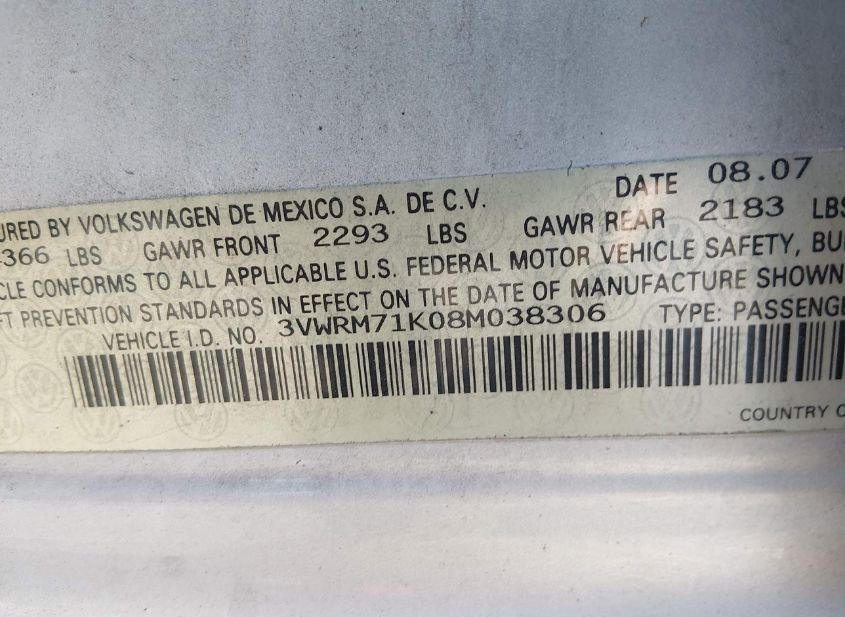 DATE 08.07
URED BY VOLKSWAGEN DE MEXICO S.A. DE C.V.
366 LBS GAWR FRONT 2293 LBS GAWR REAR 2183 LBS
CLE CONFORMS TO ALL APPLICABLE U.S. FEDERAL MOTOR VEHICLE SAFETY, BU
FT PREVENTION STANDARDS IN EFFECT ON THE DATE OF MANUFACTURE SHOWN
VEHICLE I.D. NO. 3VWRM71K08M038306 TYPE: PASSENGE
COUNTRY O